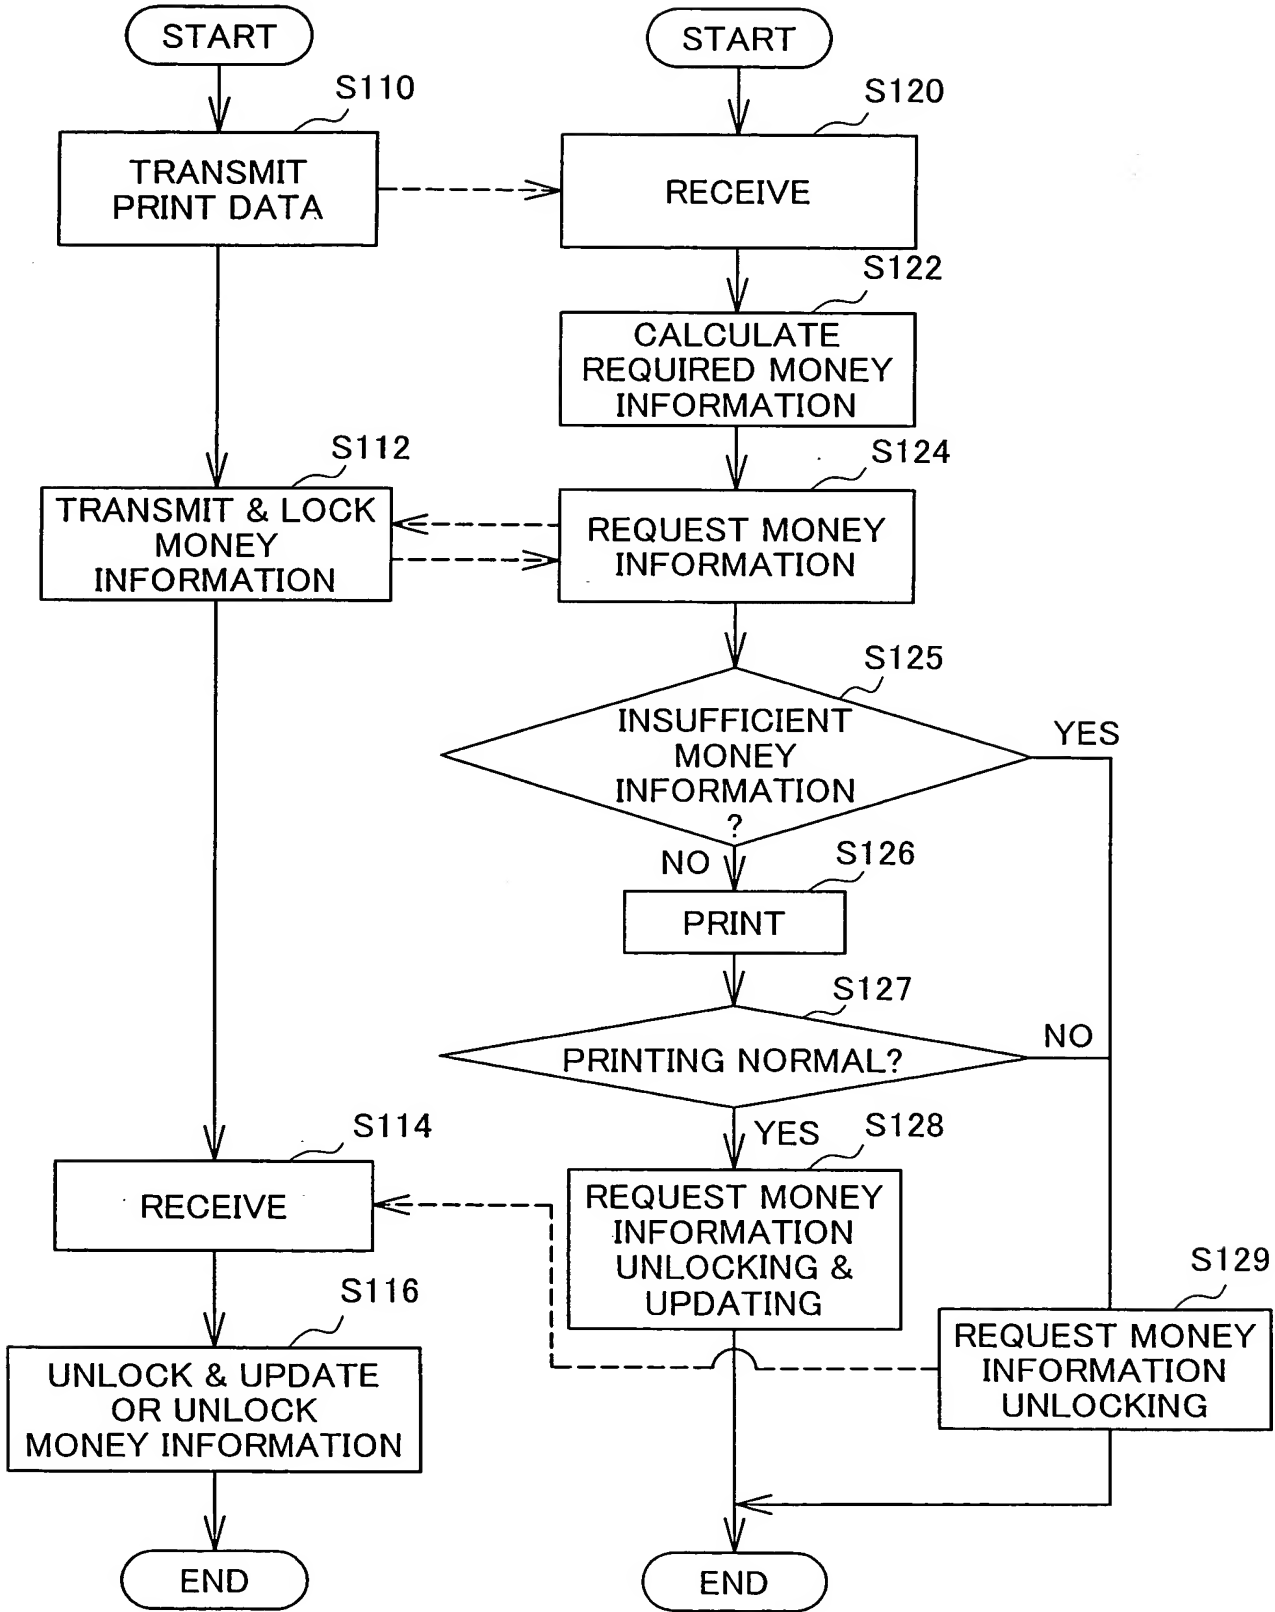 START
START
S110
S120
TRANSMIT
PRINT DATA
RECEIVE
S122
CALCULATE
REQUIRED MONEY
INFORMATION
S112
S124
TRANSMIT & LOCK
MONEY
INFORMATION
REQUEST MONEY
INFORMATION
S125
INSUFFICIENT
MONEY
INFORMATION
?
YES
NO
S126
PRINT
S127
PRINTING NORMAL?
NO
YES
S114
S128
RECEIVE
REQUEST MONEY
INFORMATION
UNLOCKING &
UPDATING
S116
S129
UNLOCK & UPDATE
OR UNLOCK
MONEY INFORMATION
REQUEST MONEY
INFORMATION
UNLOCKING
END
END